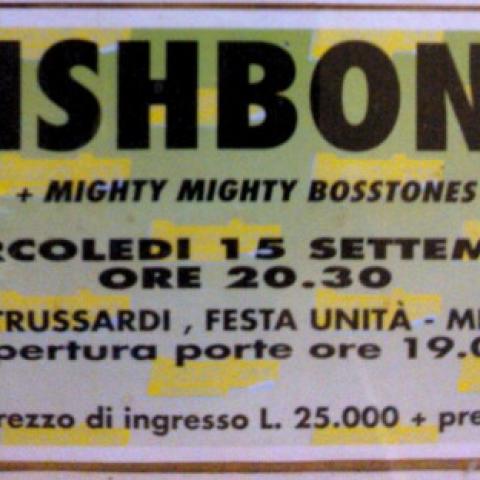 ISHBON
+ MIGHTY MIGHTY BOSSTONES
RCOLEDI 15 SETTEM
ORE 20.30
TRUSSARDI , FESTA UNITÀ - MI
pertura porte ore 19.0
rezzo di ingresso L. 25.000 + pre